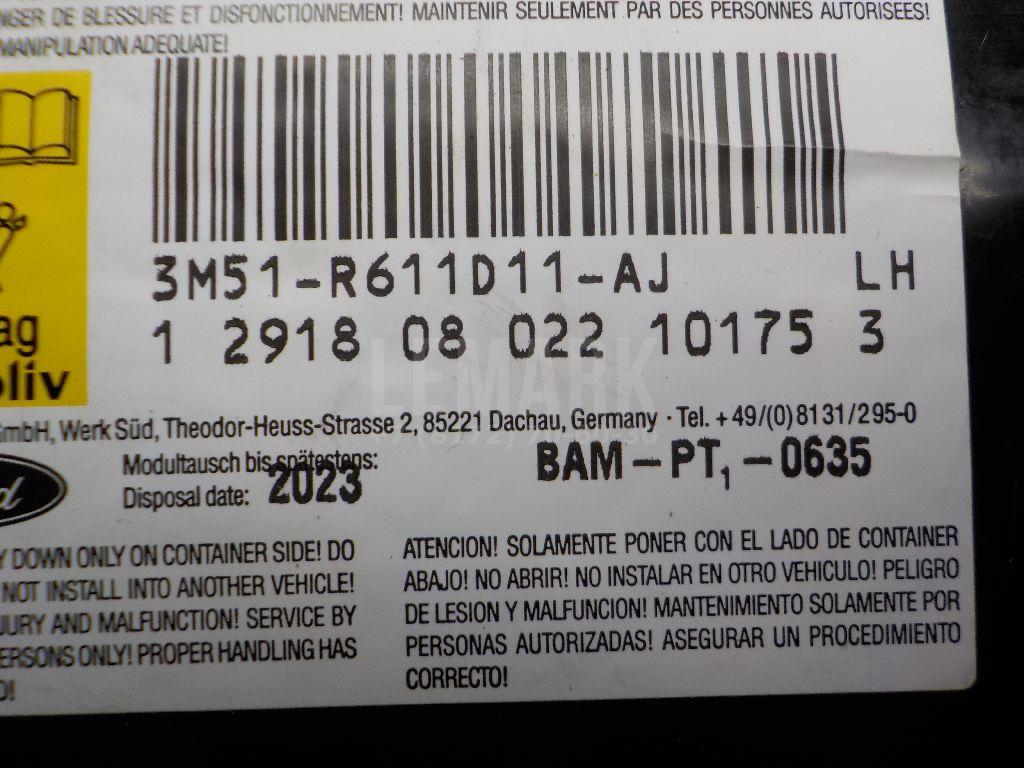 NGER DE BLESSURE ET DISFONCTIONNEMENT! MAINTENIR SEULEMENT PAR DES PERSONNES AUTORISEES!
MANIPULATION ADEQUATE!
3M51-R611D11-AJ LH
1 2918 08 022 10175 3
ag
oliv
LEMARK
GmbH, Werk Süd, Theodor-Heuss-Strasse 2, 85221 Dachau, Germany · Tel. +49/(0)8131/295-0
Modultausch bis spätestens:
Disposal date: 2023
BAM-PT1-0635
d
Y DOWN ONLY ON CONTAINER SIDE! DO
NOT INSTALL INTO ANOTHER VEHICLE!
JURY AND MALFUNCTION! SERVICE BY
ERSONS ONLY! PROPER HANDLING HAS
D!
ATENCION! SOLAMENTE PONER CON EL LADO DE CONTAINER
ABAJO! NO ABRIR! NO INSTALAR EN OTRO VEHICULO! PELIGRO
DE LESION Y MALFUNCION! MANTENIMIENTO SOLAMENTE POR
PERSONAS AUTORIZADAS! ASEGURAR UN PROCEDIMIENTO
CORRECTO!